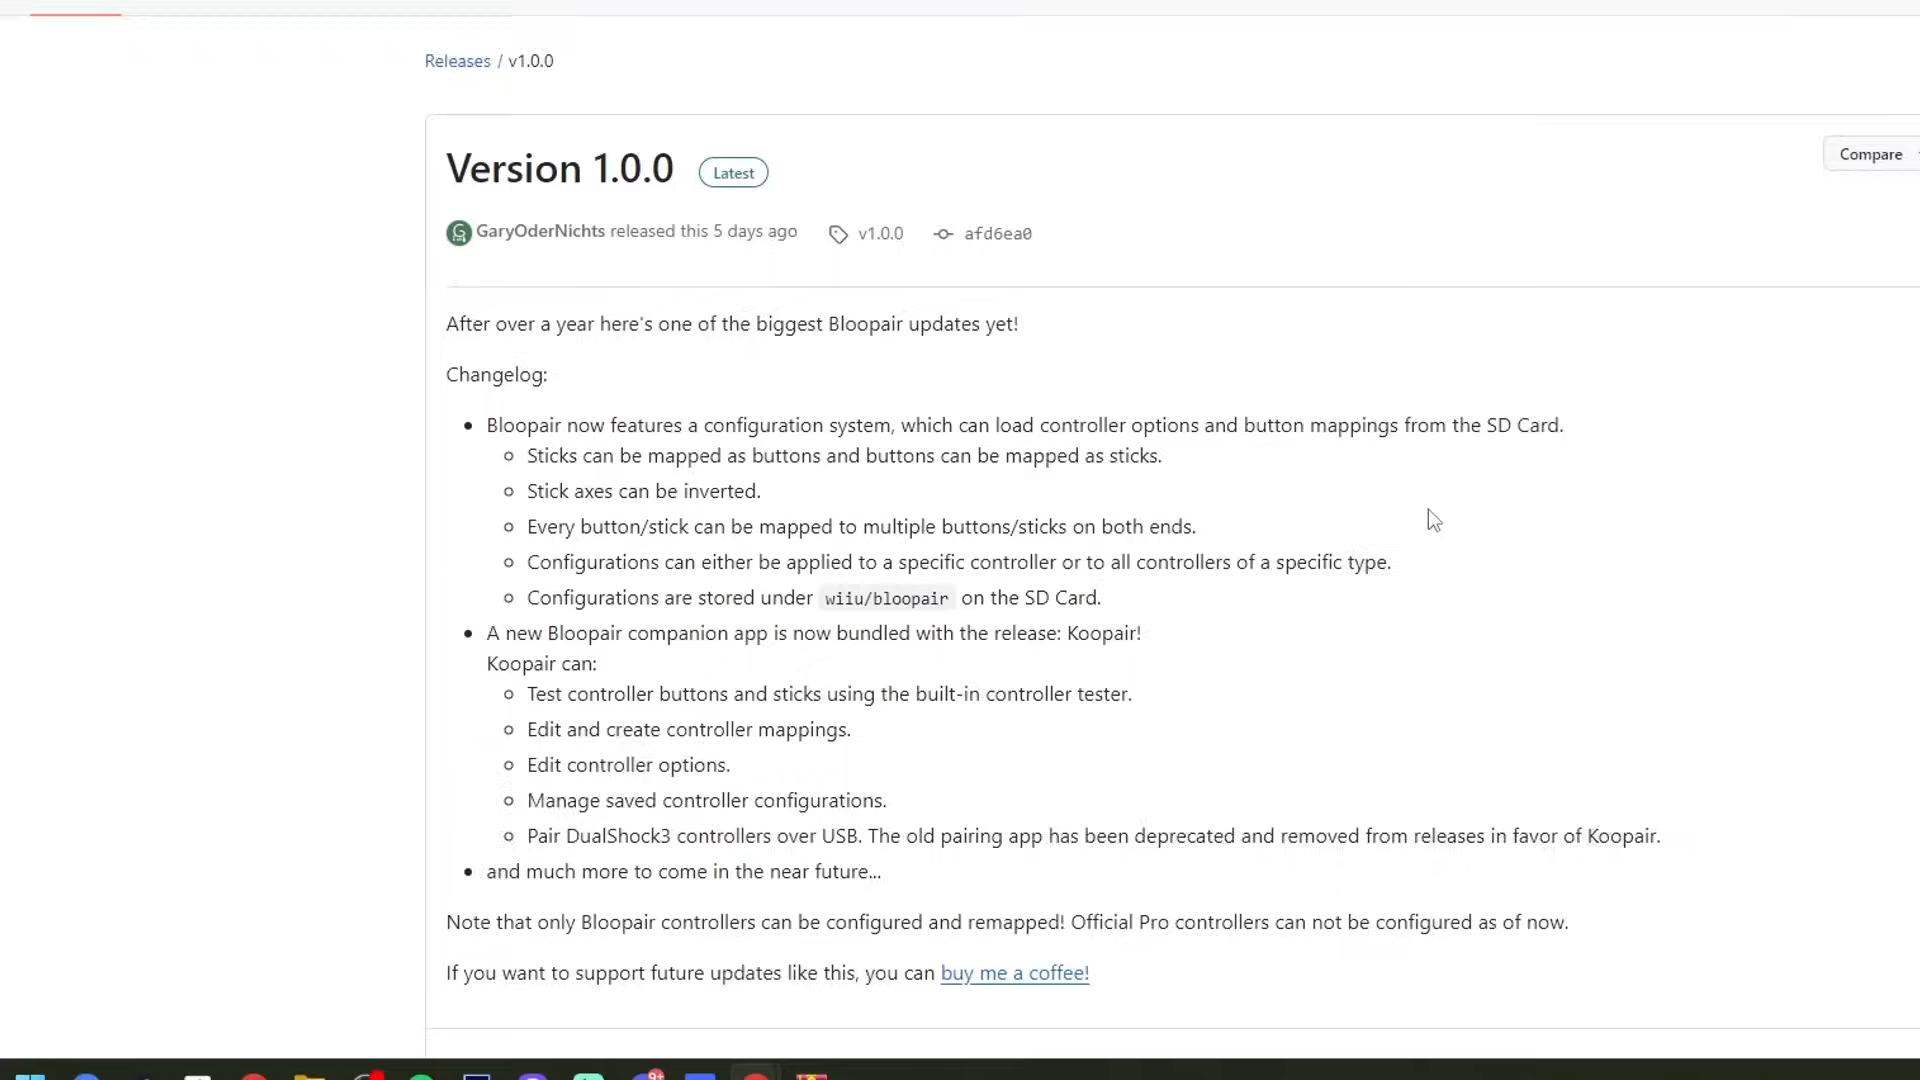 Releases / v1.0.0
Version 1.0.0 Latest
Compare
GaryOderNichts released this 5 days ago v1.0.0 afd6ea0
After over a year here's one of the biggest Bloopair updates yet!
Changelog:
Bloopair now features a configuration system, which can load controller options and button mappings from the SD Card.
Sticks can be mapped as buttons and buttons can be mapped as sticks.
Stick axes can be inverted.
Every button/stick can be mapped to multiple buttons/sticks on both ends.
Configurations can either be applied to a specific controller or to all controllers of a specific type.
Configurations are stored under wiiu/bloopair on the SD Card.
A new Bloopair companion app is now bundled with the release: Koopair!
Koopair can:
Test controller buttons and sticks using the built-in controller tester.
Edit and create controller mappings.
Edit controller options.
Manage saved controller configurations.
Pair DualShock3 controllers over USB. The old pairing app has been deprecated and removed from releases in favor of Koopair.
and much more to come in the near future...
Note that only Bloopair controllers can be configured and remapped! Official Pro controllers can not be configured as of now.
If you want to support future updates like this, you can buy me a coffee!
9+